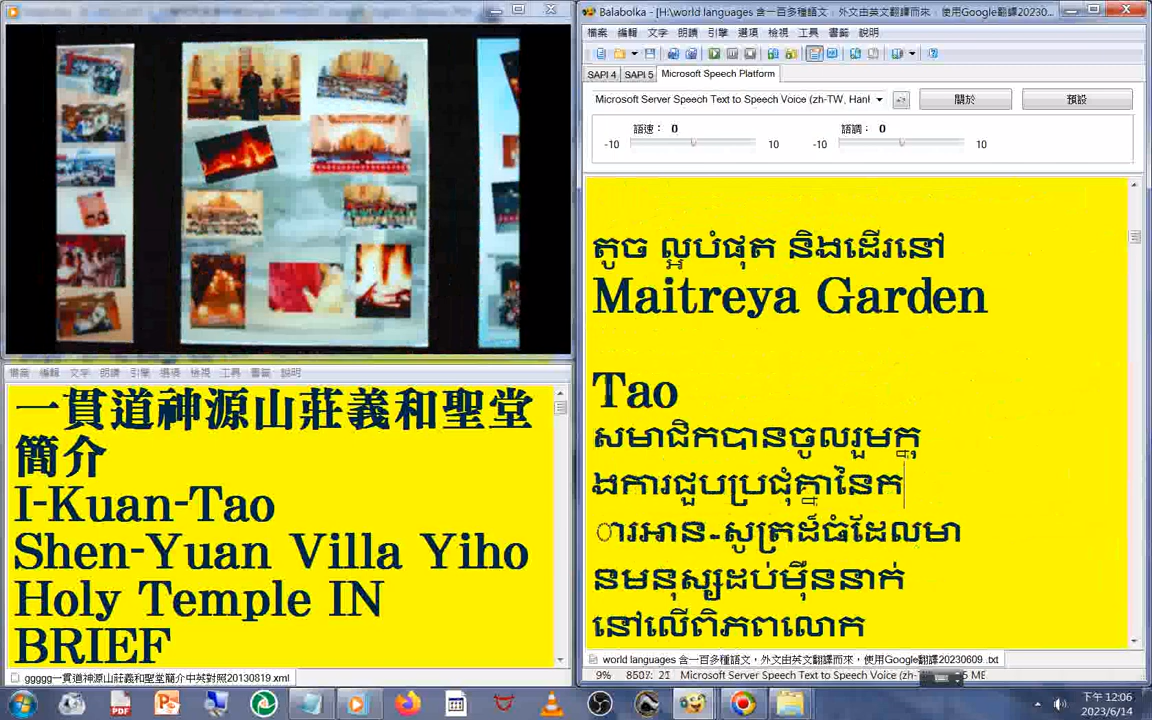 Balabolka - [H:\world languages 含一百多種語文，外文由英文翻譯而來，使用Google翻譯20230...
檔案 編輯 文字 朗讀 引擎 選項 檢視 工具 書籤 說明
SAPI 4 SAPI 5 Microsoft Speech Platform
Microsoft Server Speech Text to Speech Voice (zh-TW, Hanl
關於 預設
語速： 0 語調： 0
-10 10 -10 10
តូច ល្អបំផុត និងដើរនៅ
Maitreya Garden
Tao
សមាជិកបានចូលរួមក្នុ
ងការជួបប្រជុំគ្នានៃក
ារអាន-សូត្រដ៏ធំដែលមា
នមនុស្សដប់ម៉ឺននាក់
នៅលើពិភពលោក
world languages 含一百多種語文，外文由英文翻譯而來，使用Google翻譯20230609 .txt
9% 8507: 21 Microsoft Server Speech Text to Speech Voice (zh-
檔案 編輯 文字 朗讀 引擎 選項 檢視 工具 書籤 說明
一貫道神源山莊義和聖堂
簡介
I-Kuan-Tao
Shen-Yuan Villa Yiho
Holy Temple IN
BRIEF
ggggg一貫道神源山莊義和聖堂簡介中英對照20130819.xml
下午 12:06
2023/6/14